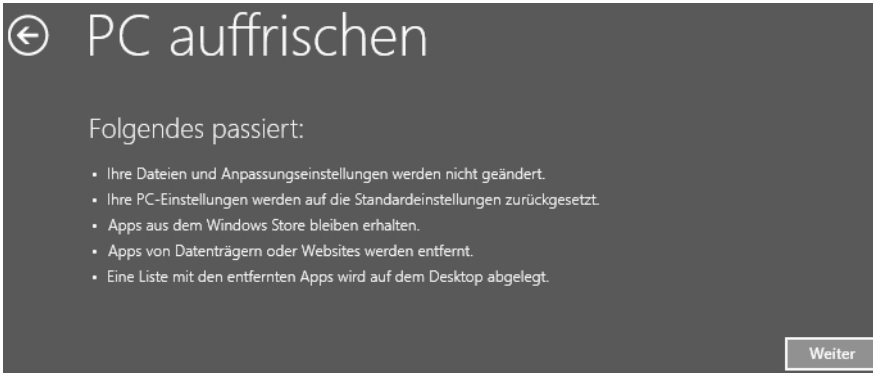 PC auffrischen
Folgendes passiert:
▪ Ihre Dateien und Anpassungseinstellungen werden nicht geändert.
▪ Ihre PC-Einstellungen werden auf die Standardeinstellungen zurückgesetzt.
▪ Apps aus dem Windows Store bleiben erhalten.
▪ Apps von Datenträgern oder Websites werden entfernt.
▪ Eine Liste mit den entfernten Apps wird auf dem Desktop abgelegt.
Weiter